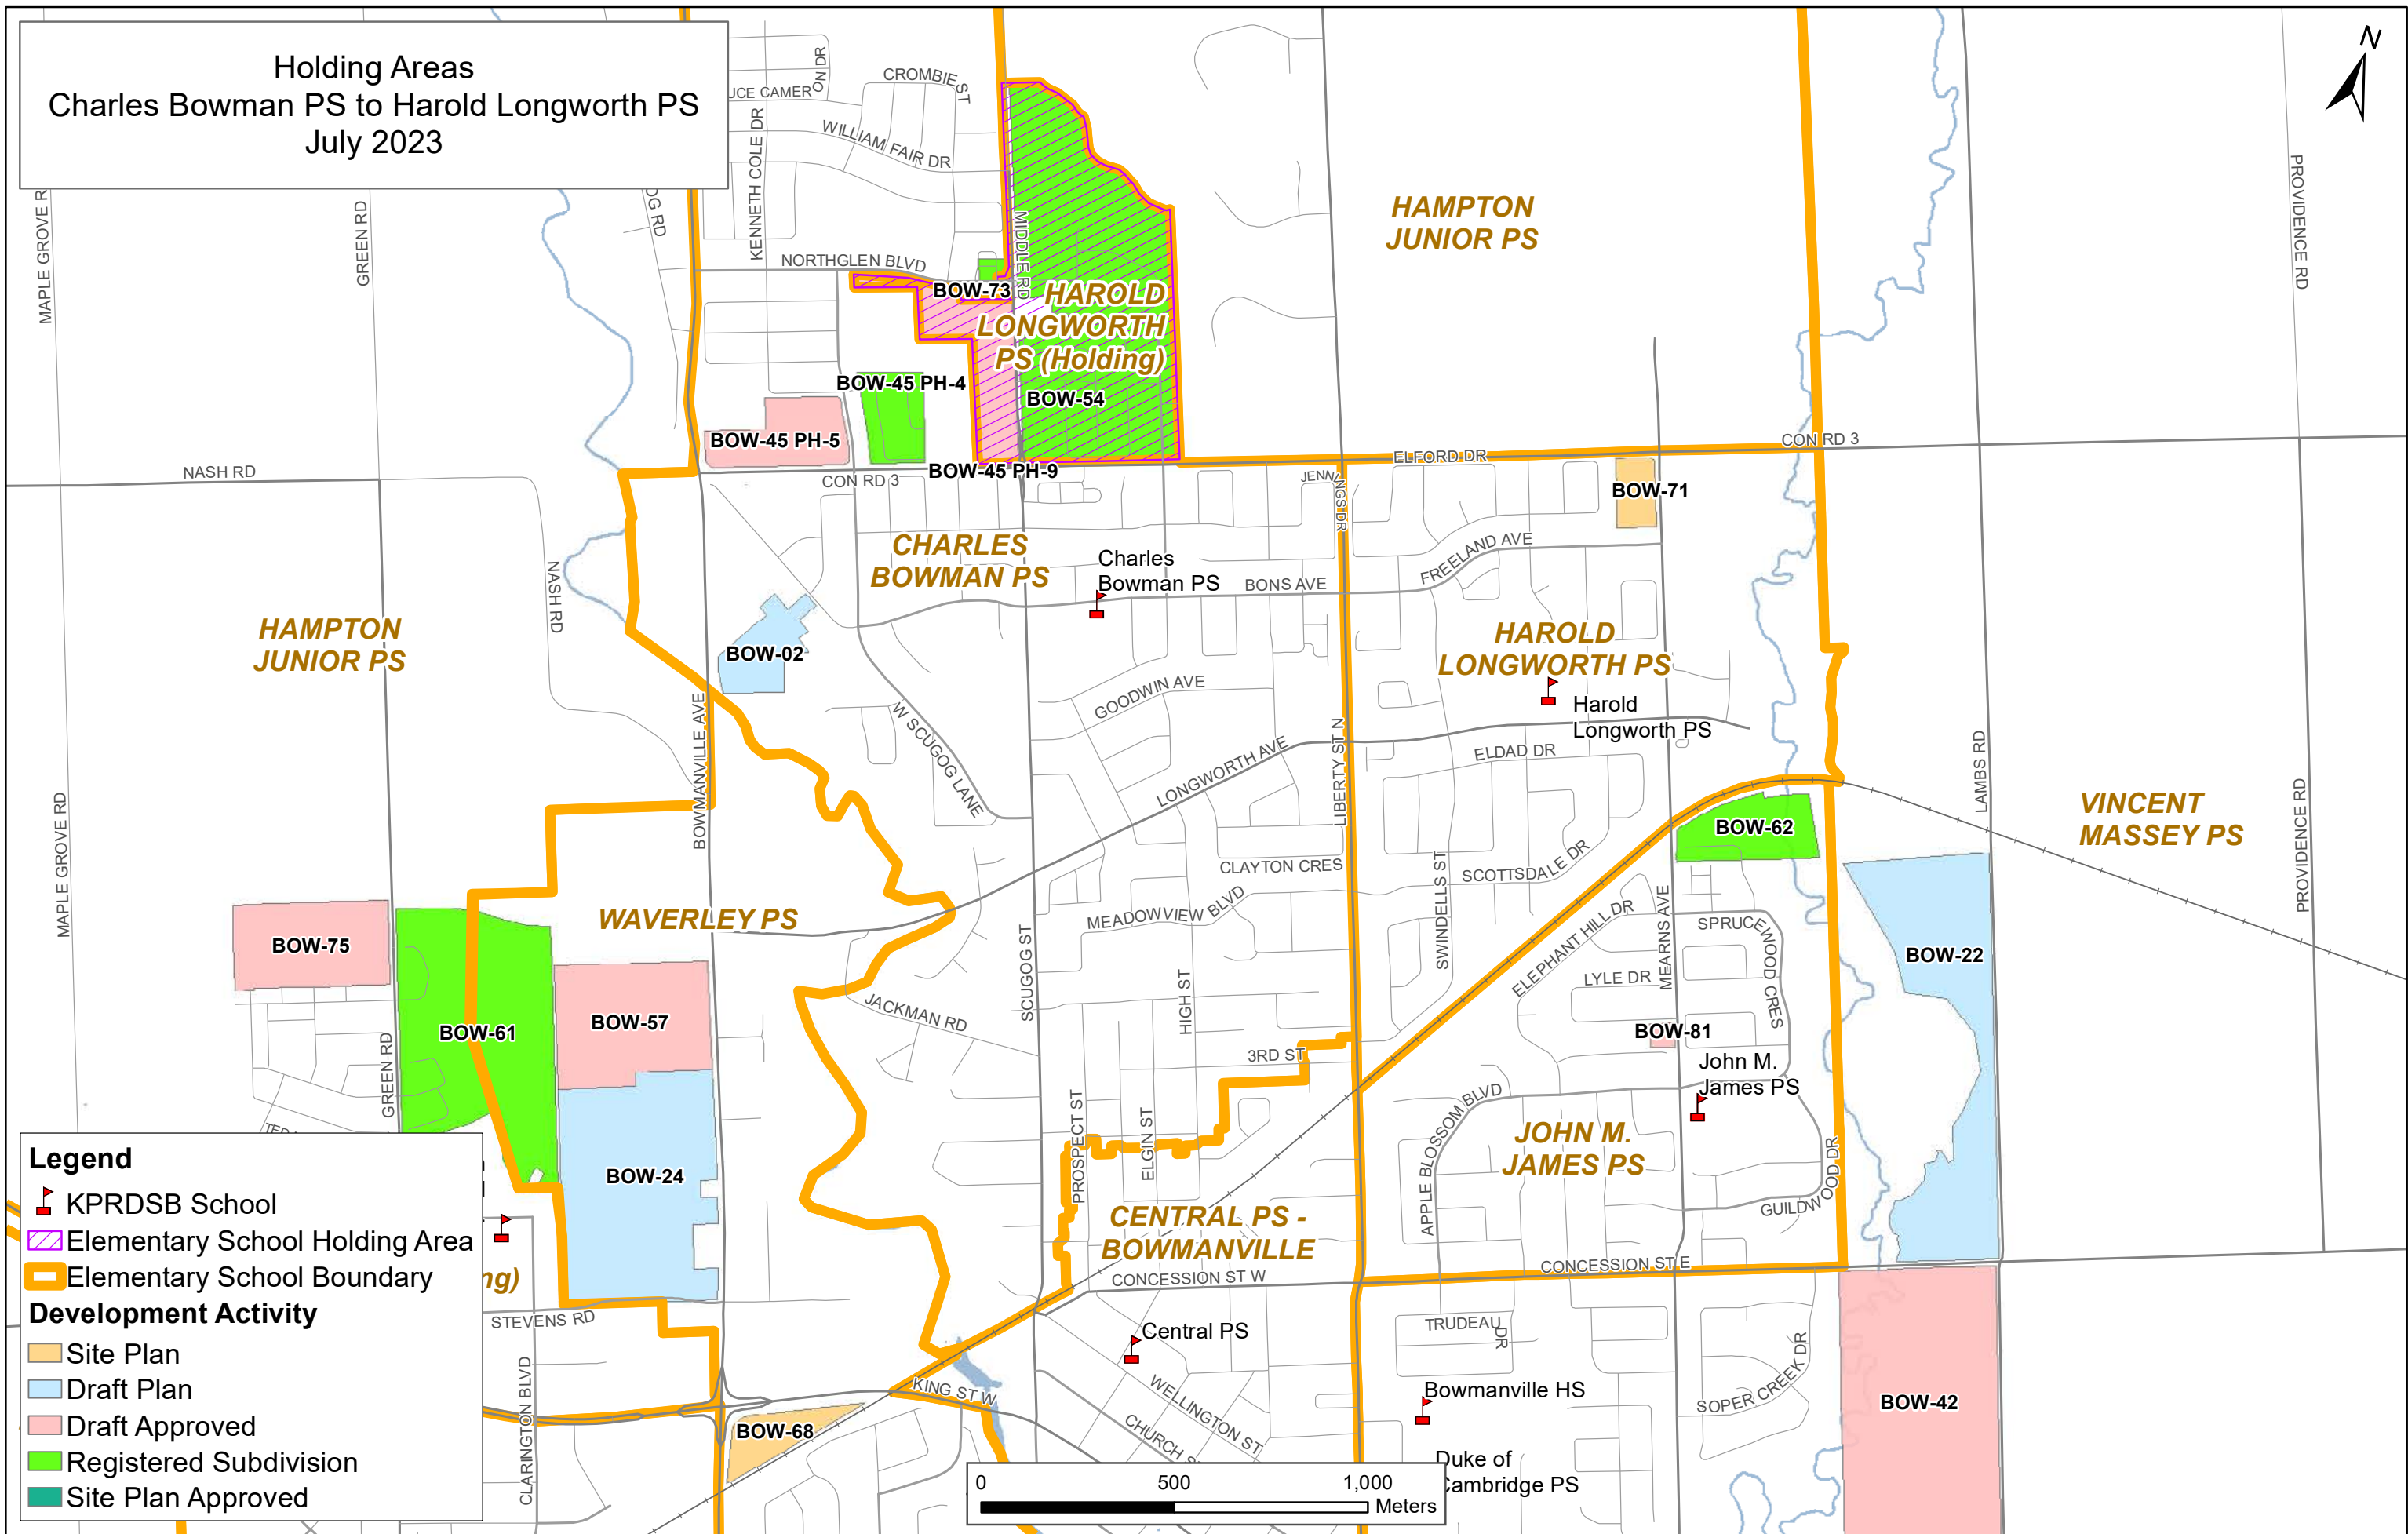 Holding Areas
Charles Bowman PS to Harold Longworth PS
July 2023
N
CROMBIE ST
ON DR
UCE CAMER
WILLIAM FAIR DR
KENNETH COLE DR
OG RD
MAPLE GROVE R
GREEN RD
MIDDLE RD
PROVIDENCE RD
HAMPTON
JUNIOR PS
NORTHGLEN BLVD
BOW-73
HAROLD
LONGWORTH
PS (Holding)
BOW-45 PH-4
BOW-54
BOW-45 PH-5
BOW-45 PH-9
CON RD 3
ELFORD DR
CON RD 3
NASH RD
JENN
NGS DR
BOW-71
CHARLES
BOWMAN PS
Charles
Bowman PS
BONS AVE
FREELAND AVE
NASH RD
HAMPTON
JUNIOR PS
BOW-02
HAROLD
LONGWORTH PS
Harold
Longworth PS
GOODWIN AVE
W SCUGOG LANE
BOWMANVILLE AVE
LONGWORTH AVE
LIBERTY ST N
ELDAD DR
LAMBS RD
MAPLE GROVE RD
PROVIDENCE RD
VINCENT
MASSEY PS
BOW-62
CLAYTON CRES
SCOTTSDALE DR
SWINDELLS ST
MEADOWVIEW BLVD
WAVERLEY PS
ELEPHANT HILL DR
MEARNS AVE
SPRUCEWOOD CRES
BOW-75
BOW-22
SCUGOG ST
HIGH ST
LYLE DR
BOW-61
BOW-57
JACKMAN RD
BOW-81
3RD ST
John M.
James PS
GREEN RD
PROSPECT ST
ELGIN ST
APPLE BLOSSOM BLVD
JOHN M.
JAMES PS
BOW-24
GUILDWOOD DR
CENTRAL PS -
BOWMANVILLE
CONCESSION ST W
CONCESSION ST E
Legend
KPRDSB School
Elementary School Holding Area
Elementary School Boundary
Development Activity
Site Plan
Draft Plan
Draft Approved
Registered Subdivision
Site Plan Approved
ng)
STEVENS RD
CLARINGTON BLVD
TRUDEAU DR
Central PS
SOPER CREEK DR
KING ST W
WELLINGTON ST
CHURCH S
Bowmanville HS
BOW-42
BOW-68
Duke of
Cambridge PS
0 500 1,000
Meters